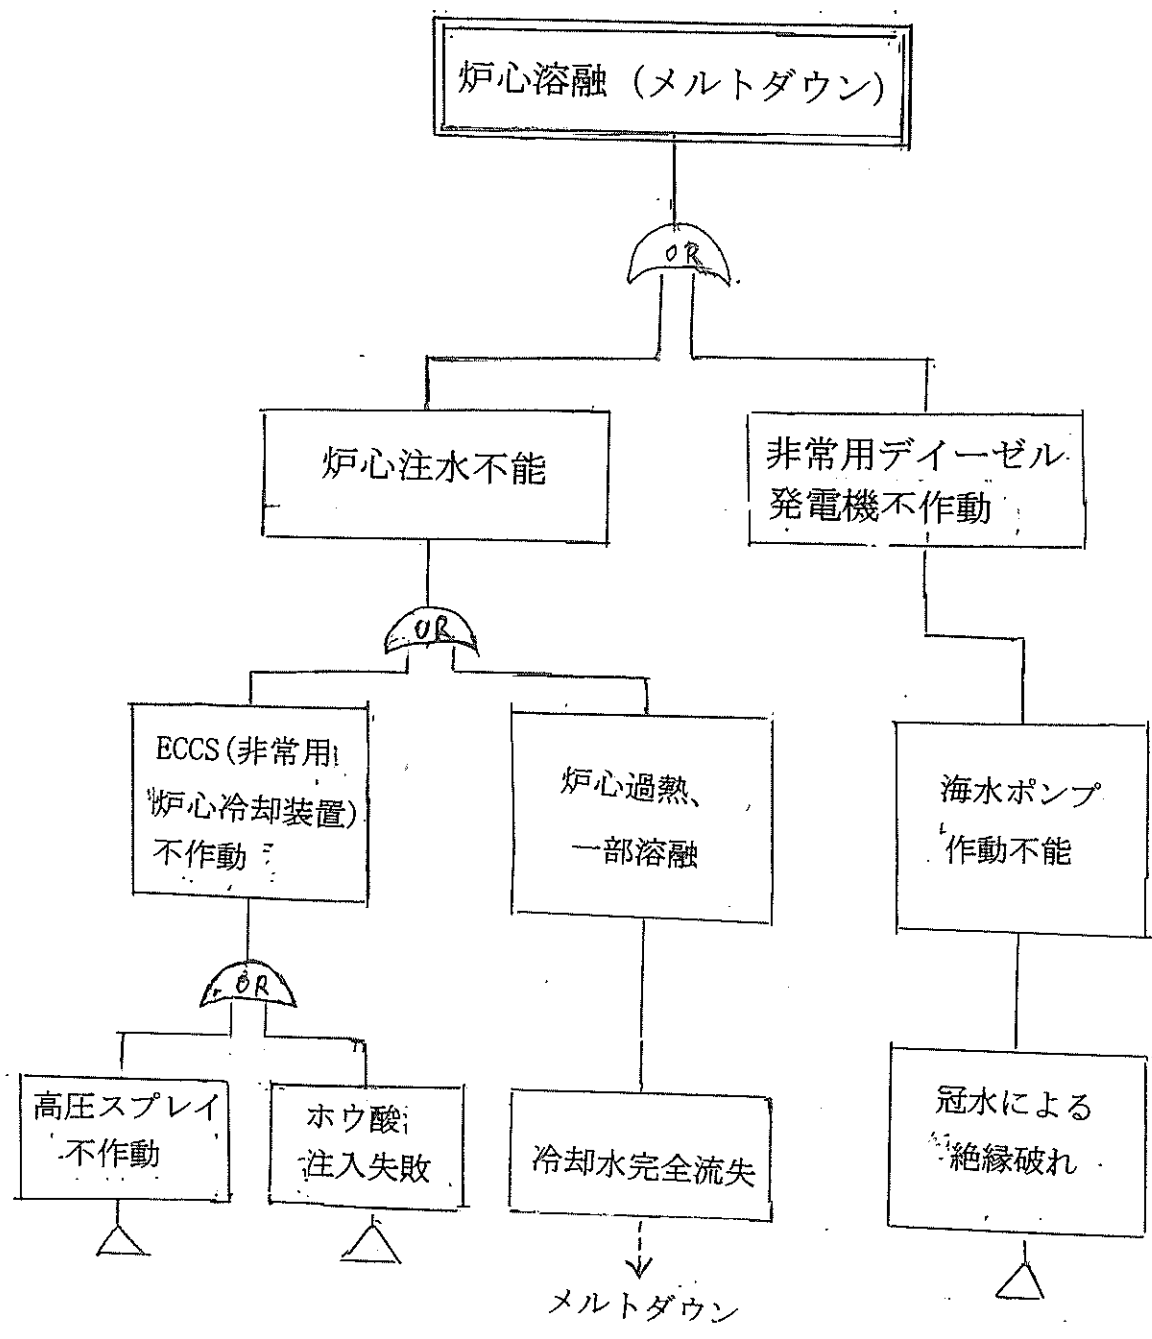 炉心溶融（メルトダウン）
OR
炉心注水不能
非常用デイーゼル
発電機不作動
OR
ECCS(非常用
炉心冷却装置)
不作動
炉心過熱、
一部溶融
海水ポンプ
作動不能
OR
高圧スプレイ
不作動
ホウ酸
注入失敗
冷却水完全流失
冠水による
絶縁破れ
メルトダウン